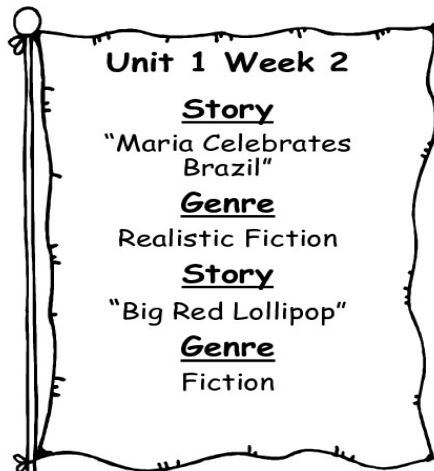 Unit 1 Week 2
Story
“Maria Celebrates
Brazil”
Genre
Realistic Fiction
Story
“Big Red Lollipop”
Genre
Fiction